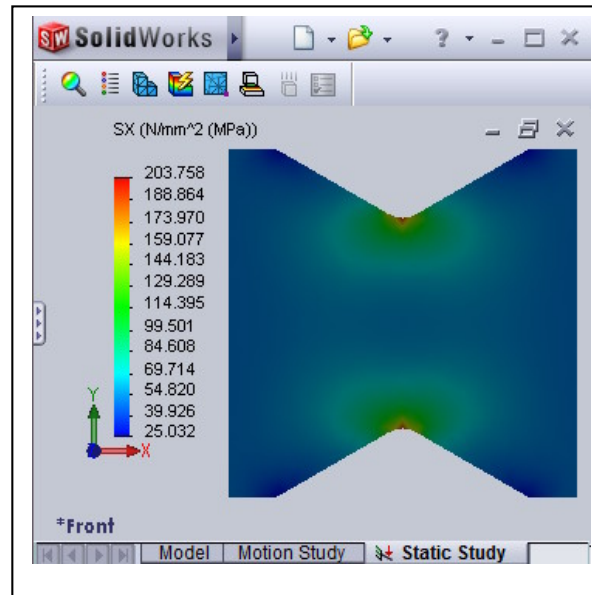 SolidWorks
SX (N/mm^2 (MPa))
203.758
188.864
173.970
159.077
144.183
129.289
114.395
99.501
84.608
69.714
54.820
39.926
25.032
Y
X
*Front
Model Motion Study Static Study